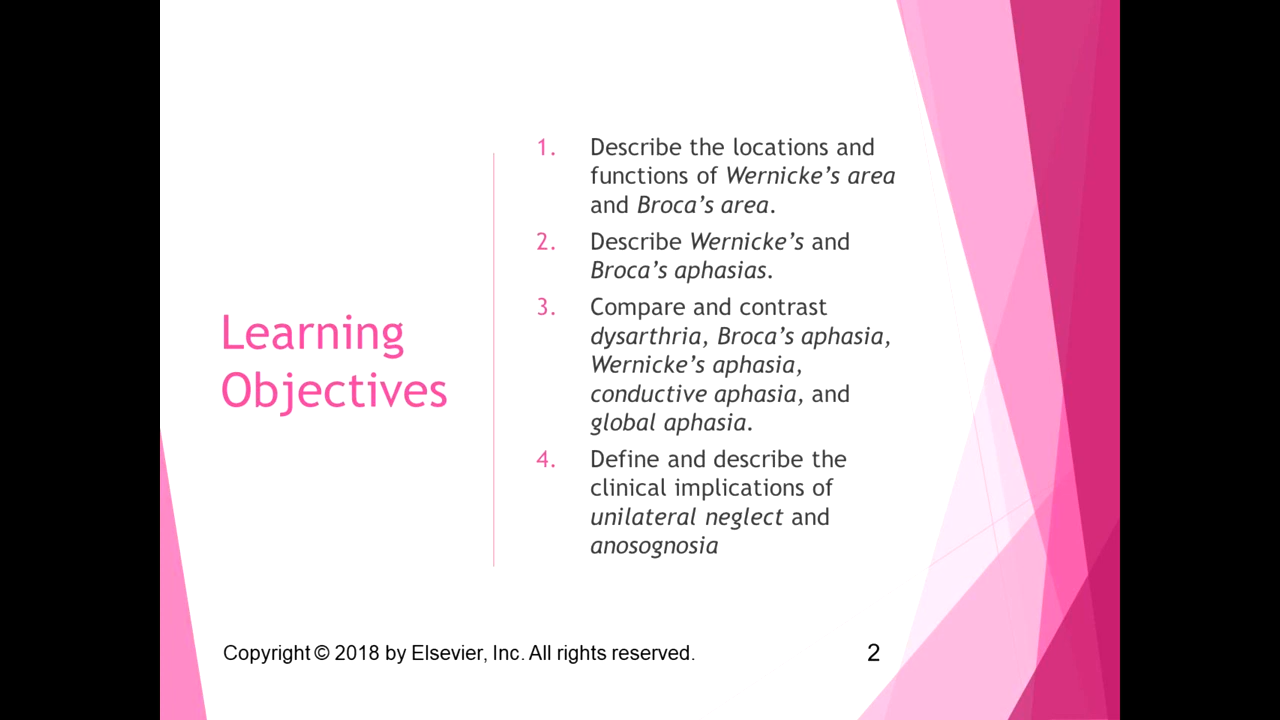 Learning
Objectives
1. Describe the locations and
functions of Wernicke’s area
and Broca’s area.
2. Describe Wernicke’s and
Broca’s aphasias.
3. Compare and contrast
dysarthria, Broca’s aphasia,
Wernicke’s aphasia,
conductive aphasia, and
global aphasia.
4. Define and describe the
clinical implications of
unilateral neglect and
anosognosia
Copyright © 2018 by Elsevier, Inc. All rights reserved.
2